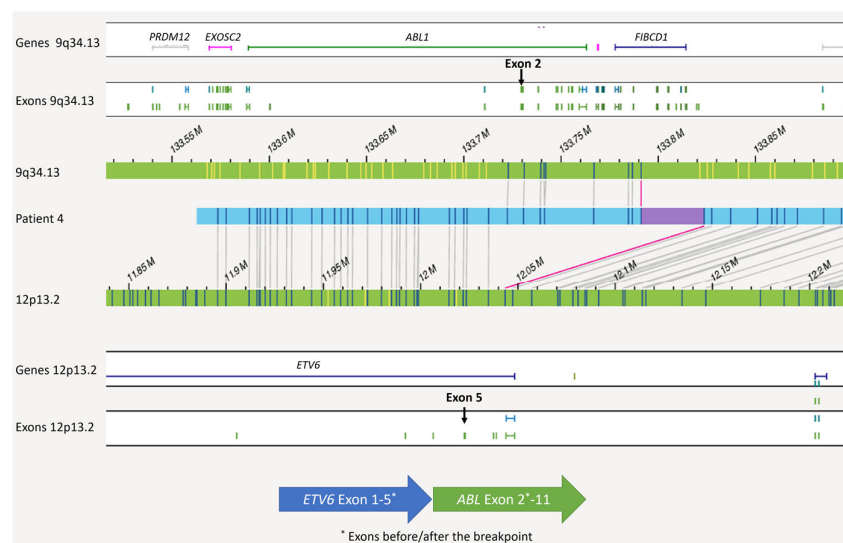 Genes 9q34.13
PRDM12
EXOSC2
ABL1
FIBCD1
Exon 2
Exons 9q34.13
133.55 M
133.6 M
133.65 M
133.7 M
133.75 M
133.8 M
133.85 M
9q34.13
Patient 4
11.85 M
11.9 M
11.95 M
12 M
12.05 M
12.1 M
12.15 M
12.2 M
12p13.2
Genes 12p13.2
ETV6
Exon 5
Exons 12p13.2
ETV6 Exon 1-5*
ABL Exon 2*-11
* Exons before/after the breakpoint